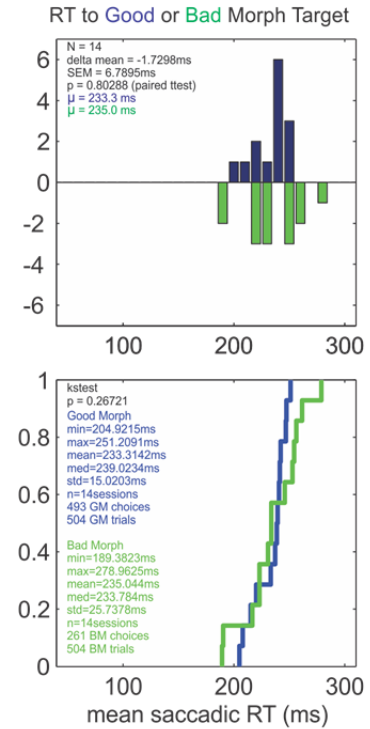 RT to Good or Bad Morph Target
N = 14
delta mean = -1.7298ms
SEM = 6.7895ms
p = 0.80288 (paired ttest)
μ = 233.3 ms
μ = 235.0 ms
6
4
2
0
-2
-4
-6
100 200 300
1
0.8
0.6
0.4
0.2
0
kstest
p = 0.26721
Good Morph
min=204.9215ms
max=251.2091ms
mean=233.3142ms
med=239.0234ms
std=15.0203ms
n=14sessions
493 GM choices
504 GM trials
Bad Morph
min=189.3823ms
max=278.9625ms
mean=235.044ms
med=233.784ms
std=25.7378ms
n=14sessions
261 BM choices
504 BM trials
100 200 300
mean saccadic RT (ms)